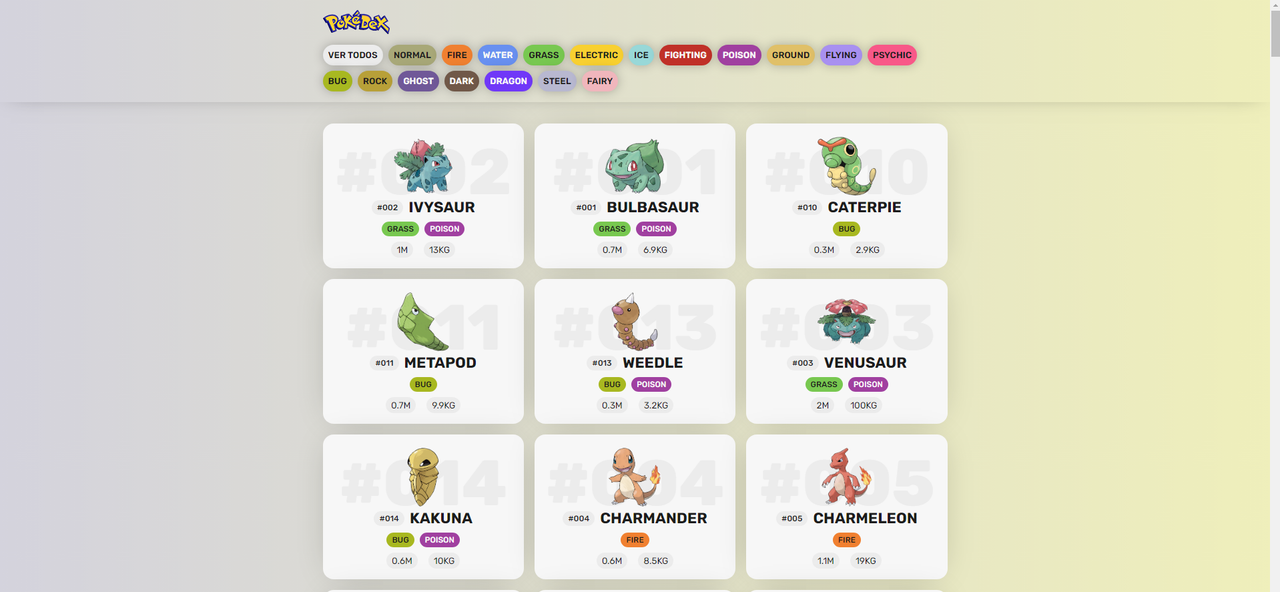 PoKéDeX
VER TODOS NORMAL FIRE WATER GRASS ELECTRIC ICE FIGHTING POISON GROUND FLYING PSYCHIC
BUG ROCK GHOST DARK DRAGON STEEL FAIRY
#002 #001 #010
#002 IVYSAUR #001 BULBASAUR #010 CATERPIE
GRASS POISON GRASS POISON BUG
1M 13KG 0.7M 6.9KG 0.3M 2.9KG
#011 #013 #003
#011 METAPOD #013 WEEDLE #003 VENUSAUR
BUG BUG POISON GRASS POISON
0.7M 9.9KG 0.3M 3.2KG 2M 100KG
#014 #004 #005
#014 KAKUNA #004 CHARMANDER #005 CHARMELEON
BUG POISON FIRE FIRE
0.6M 10KG 0.6M 8.5KG 1.1M 19KG